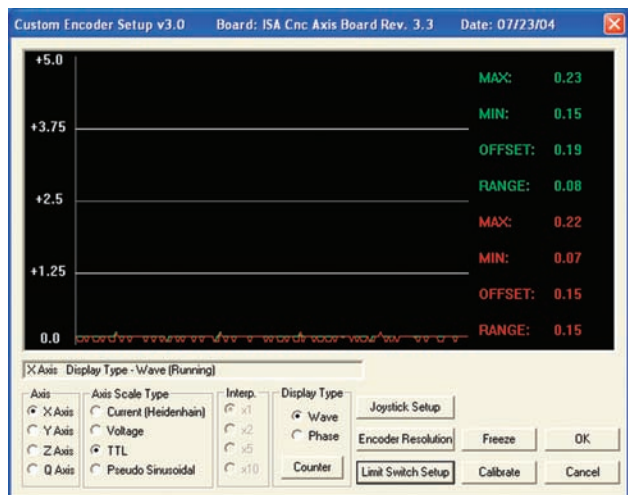 Custom Encoder Setup v3.0 Board: ISA Cnc Axis Board Rev. 3.3 Date: 07/23/04
+5.0
MAX: 0.23
MIN: 0.15
+3.75
OFFSET: 0.19
RANGE: 0.08
+2.5
MAX: 0.22
MIN: 0.07
+1.25
OFFSET: 0.15
RANGE: 0.15
0.0
X Axis Display Type - Wave (Running)
Axis
X Axis
Y Axis
Z Axis
Q Axis
Axis Scale Type
Current (Heidenhain)
Voltage
TTL
Pseudo Sinusoidal
Interp.
x1
x2
x5
x10
Display Type
Wave
Phase
Counter
Joystick Setup
Encoder Resolution
Freeze
OK
Limit Switch Setup
Calibrate
Cancel